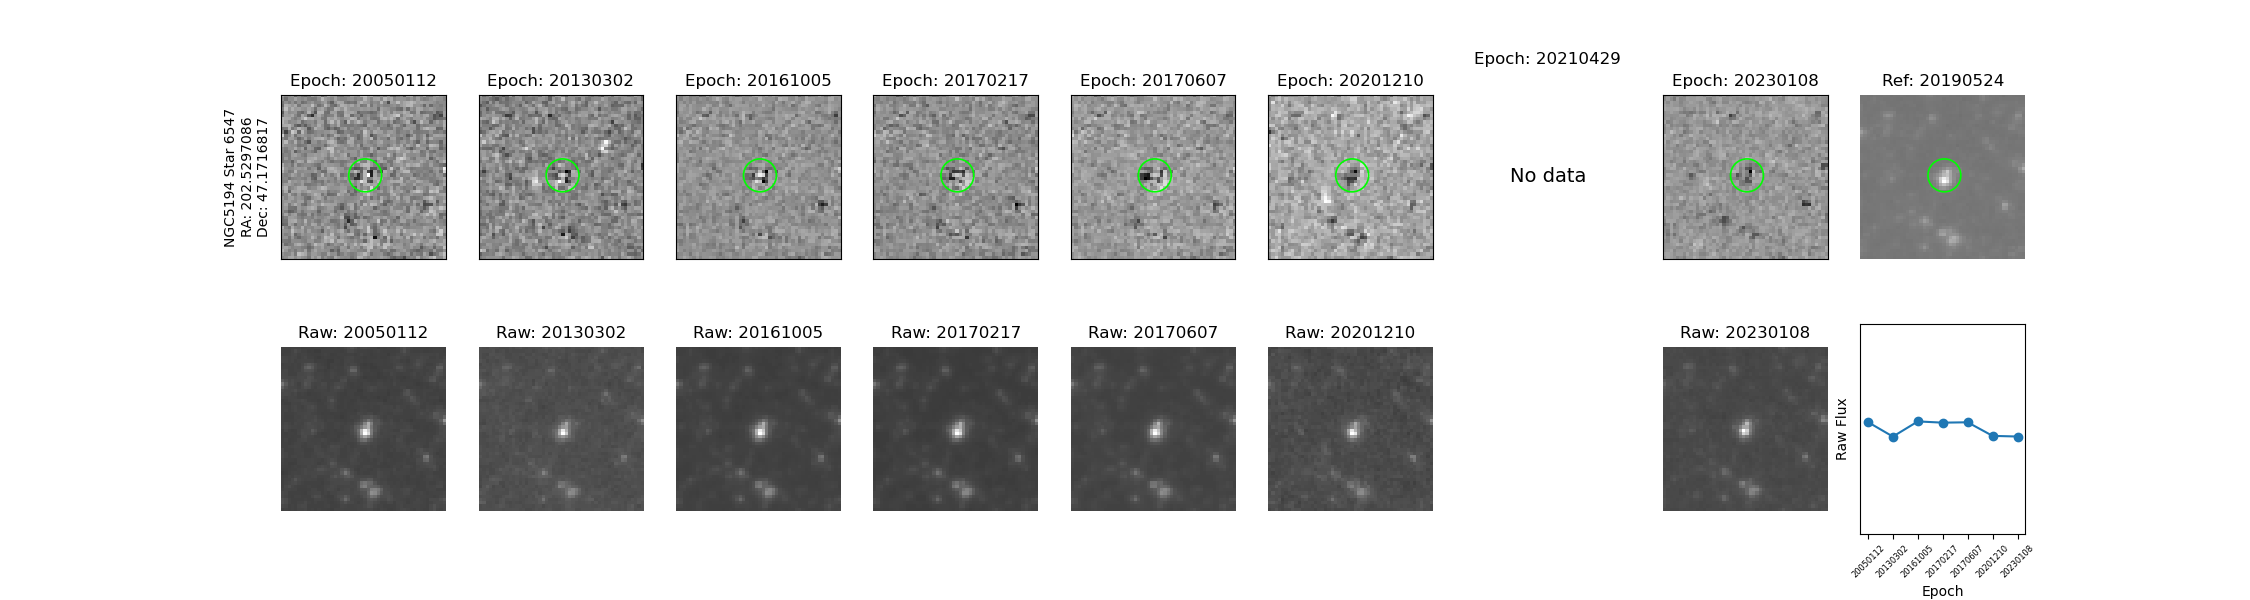 Epoch: 20210429
Epoch: 20050112
Epoch: 20130302
Epoch: 20161005
Epoch: 20170217
Epoch: 20170607
Epoch: 20201210
Epoch: 20230108
Ref: 20190524
NGC5194 Star 6547
RA: 202.5297086
Dec: 47.1716817
No data
Raw: 20050112
Raw: 20130302
Raw: 20161005
Raw: 20170217
Raw: 20170607
Raw: 20201210
Raw: 20230108
Raw Flux
20050112
20130302
20161005
20170217
20170607
20201210
20230108
Epoch